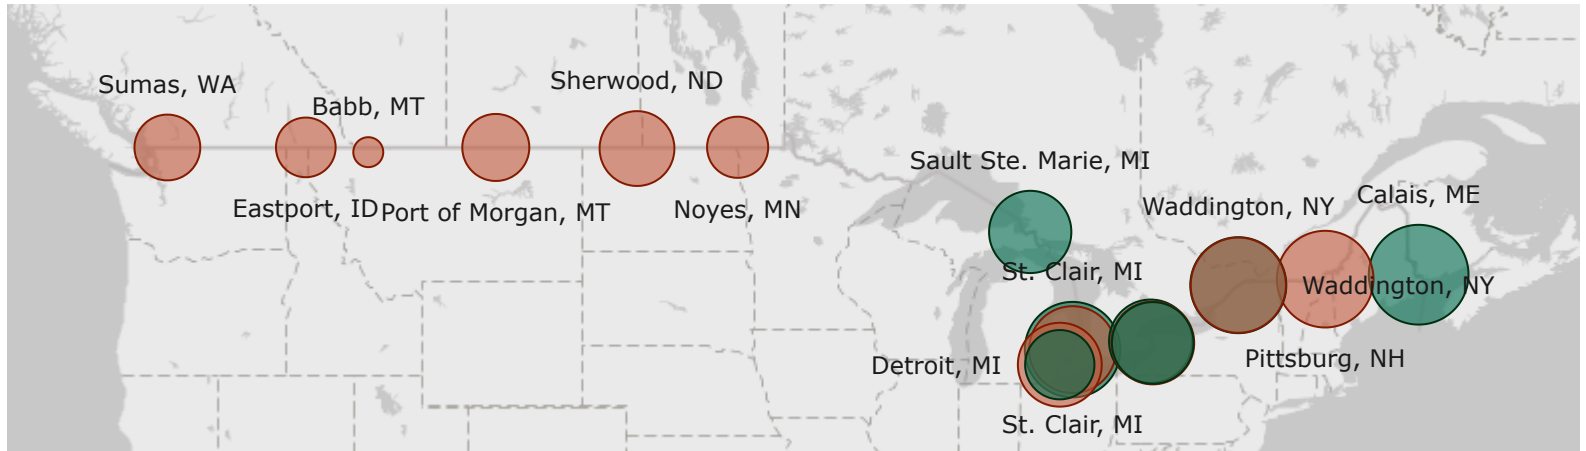 Sumas, WA
Babb, MT
Sherwood, ND
Eastport, ID
Port of Morgan, MT
Noyes, MN
Sault Ste. Marie, MI
Waddington, NY
Calais, ME
St. Clair, MI
Waddington, NY
Detroit, MI
Pittsburg, NH
St. Clair, MI